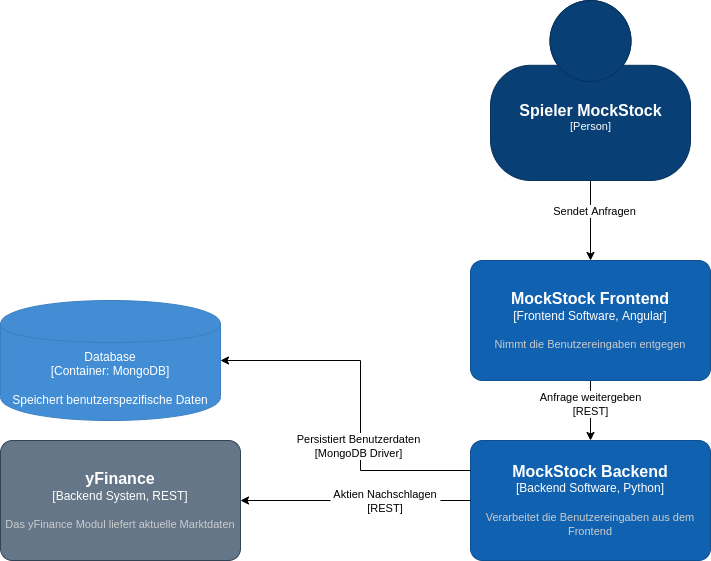 Spieler MockStock
[Person]
Sendet Anfragen
MockStock Frontend
[Frontend Software, Angular]
Nimmt die Benutzereingaben entgegen
Anfrage weitergeben
[REST]
Database
[Container: MongoDB]
Speichert benutzerspezifische Daten
Persistiert Benutzerdaten
[MongoDB Driver]
MockStock Backend
[Backend Software, Python]
Verarbeitet die Benutzereingaben aus dem
Frontend
Aktien Nachschlagen
[REST]
yFinance
[Backend System, REST]
Das yFinance Modul liefert aktuelle Marktdaten